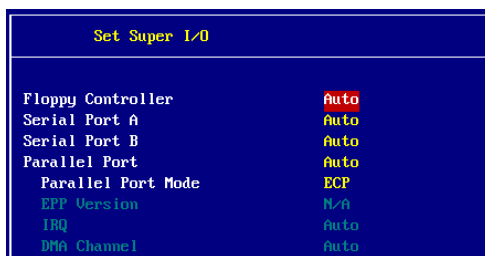 Set Super I/O
Floppy Controller Auto
Serial Port A Auto
Serial Port B Auto
Parallel Port Auto
Parallel Port Mode ECP
EPP Version N/A
IRQ Auto
DMA Channel Auto